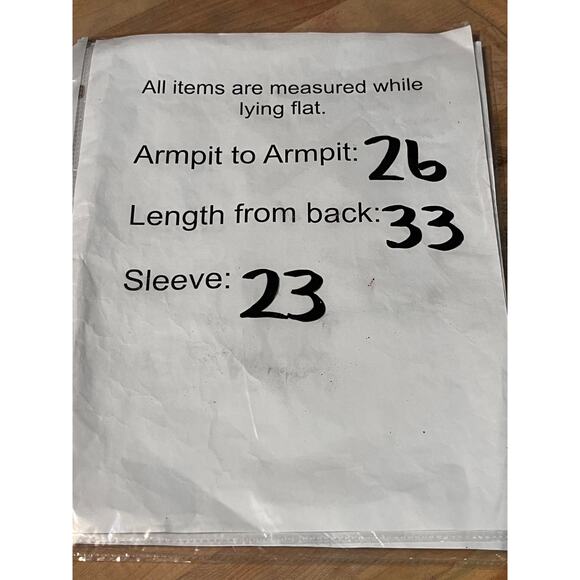 All items are measured while
lying flat.
Armpit to Armpit: 26
Length from back: 33
Sleeve: 23